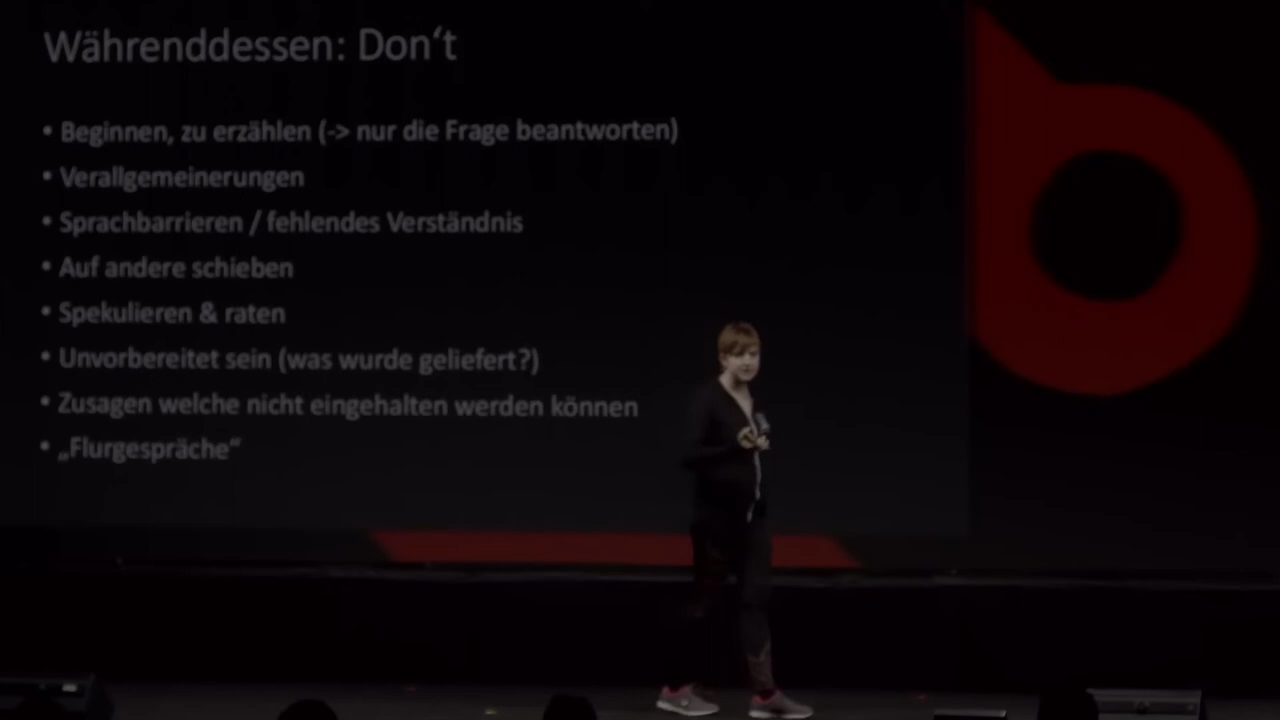 Währenddessen: Don‘t
• Beginnen, zu erzählen (-> nur die Frage beantworten)
• Verallgemeinerungen
• Sprachbarrieren / fehlendes Verständnis
• Auf andere schieben
• Spekulieren & raten
• Unvorbereitet sein (was wurde geliefert?)
• Zusagen welche nicht eingehalten werden können
• „Flurgespräche“